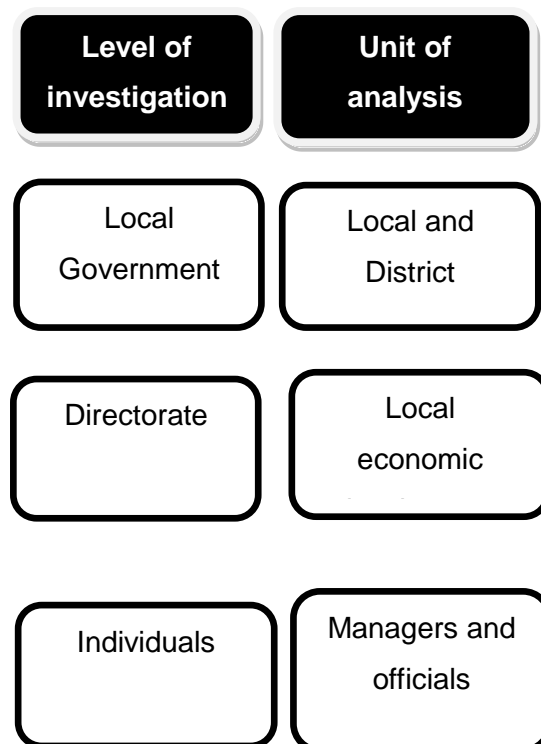 Level of
investigation
Unit of
analysis
Local
Government
Local and
District
Directorate
Local
economic
Individuals
Managers and
officials